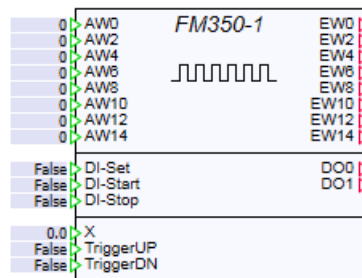 FM350-1
0 AW0 EW0
0 AW2 EW2
0 AW4 EW4
0 AW6 EW6
0 AW8 EW8
0 AW10 EW10
0 AW12 EW12
0 AW14 EW14
False DI-Set DO0
False DI-Start DO1
False DI-Stop
0.0 X
False TriggerUP
False TriggerDN